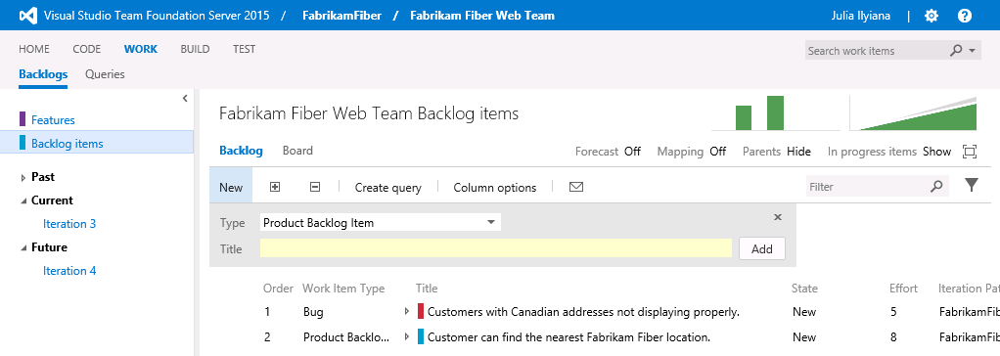 Visual Studio Team Foundation Server 2015 / FabrikamFiber / Fabrikam Fiber Web Team Julia Ilyiana | ?
HOME CODE WORK BUILD TEST Search work items
Backlogs Queries
Features
Backlog items
Past
Current
Iteration 3
Future
Iteration 4
Fabrikam Fiber Web Team Backlog items
Backlog Board Forecast Off Mapping Off Parents Hide In progress items Show
New Create query Column options Filter
Type Product Backlog Item
Title Add
Order Work Item Type Title State Effort Iteration Pat
1 Bug Customers with Canadian addresses not displaying properly. New 5 FabrikamFib
2 Product Backlo... Customer can find the nearest Fabrikam Fiber location. New 8 FabrikamFib